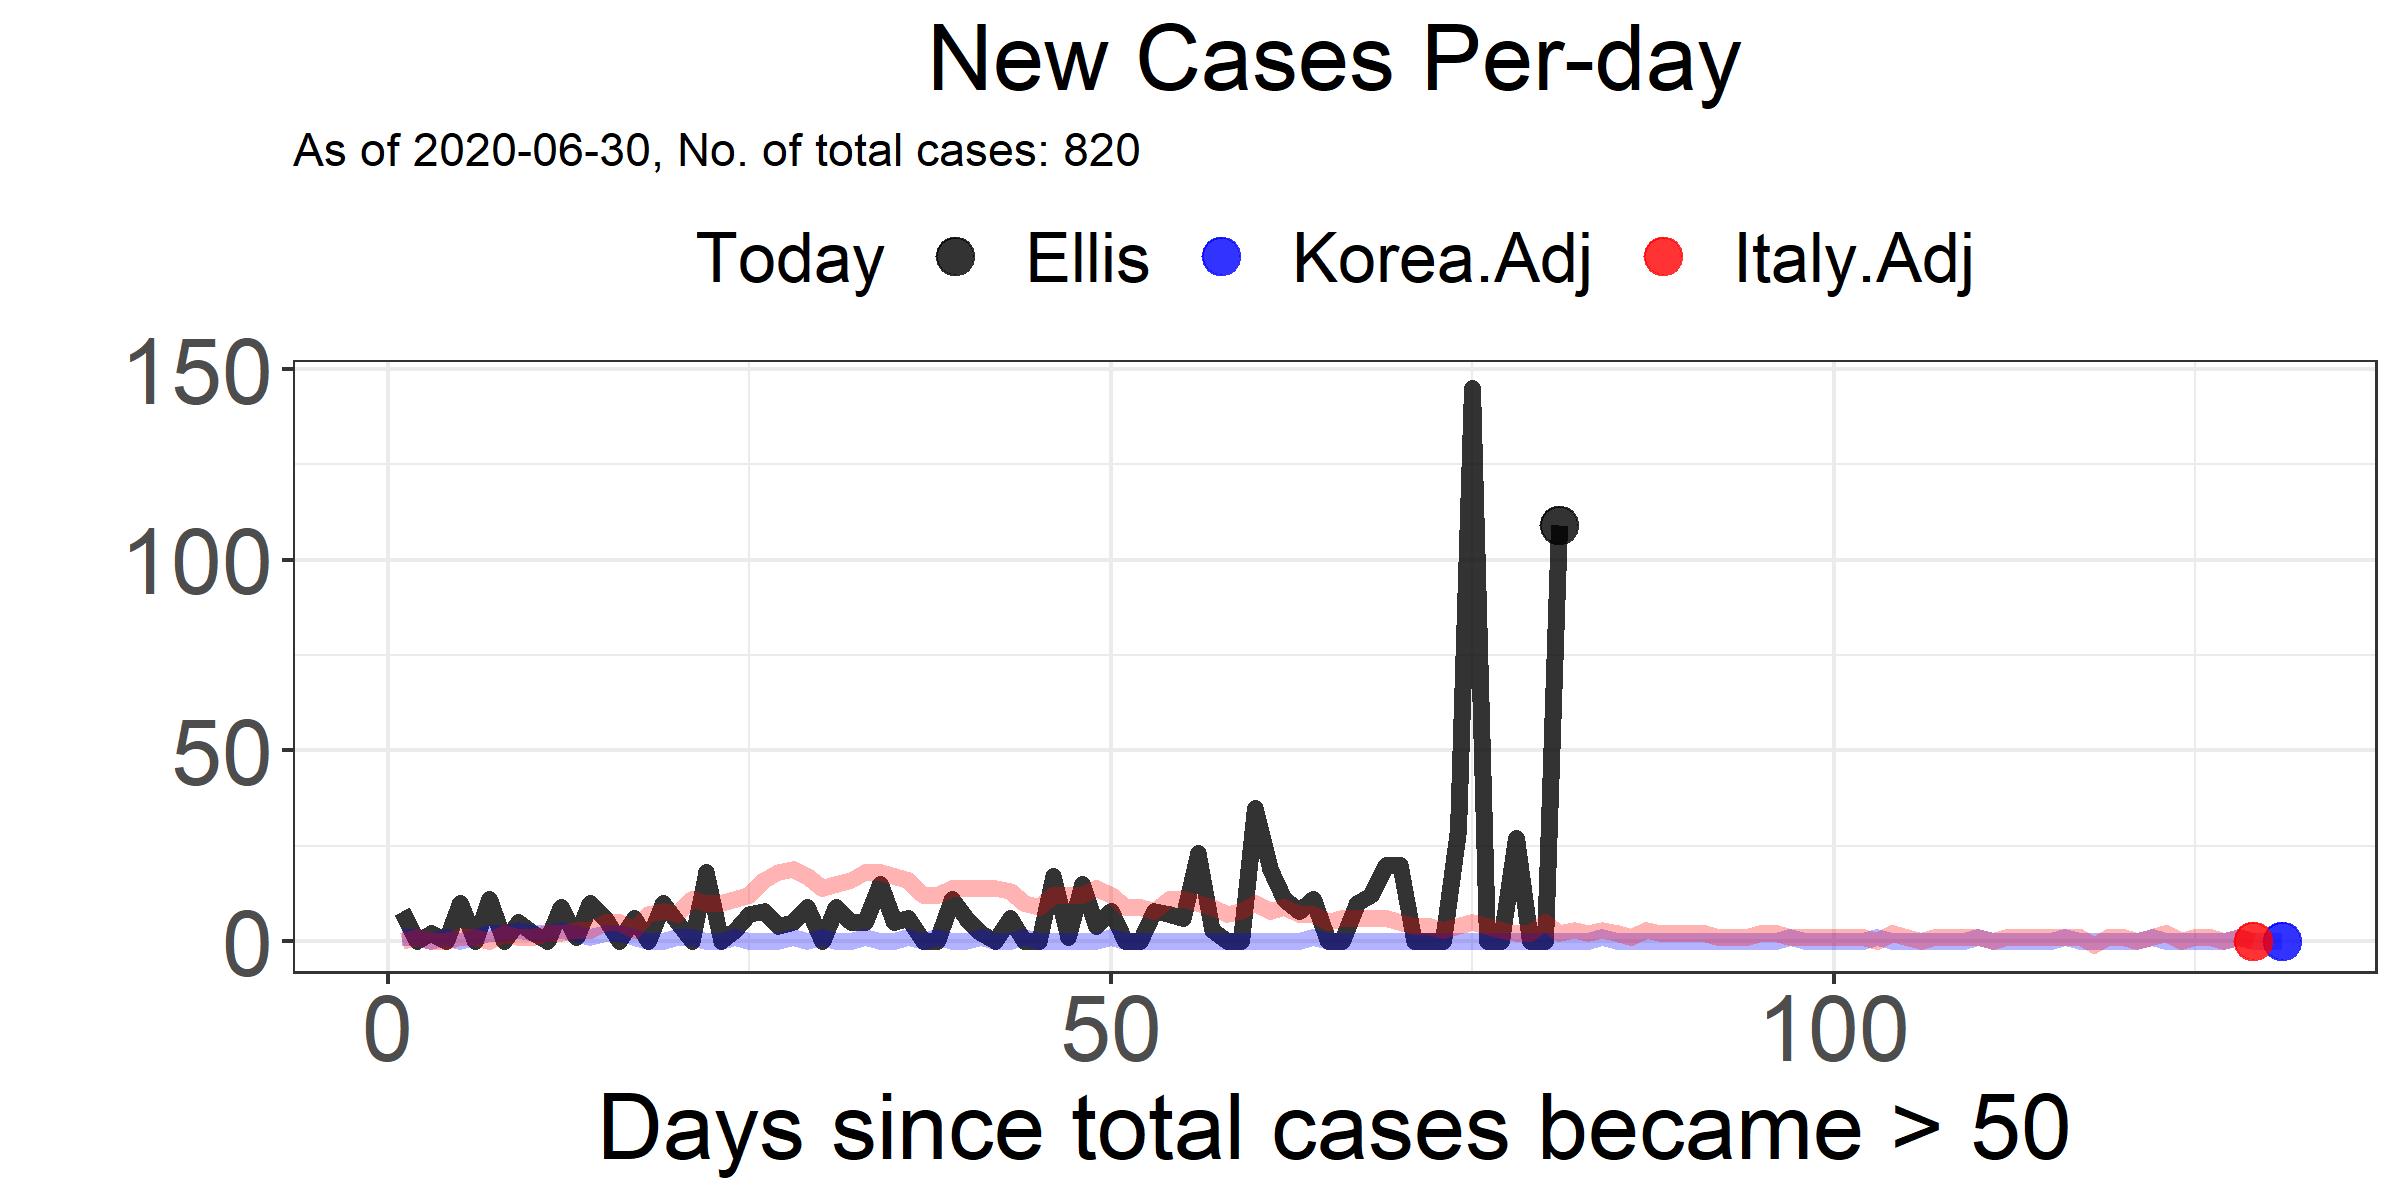 New Cases Per-day
As of 2020-06-30, No. of total cases: 820
Today Ellis Korea.Adj Italy.Adj
150
100
50
0
0 50 100
Days since total cases became > 50